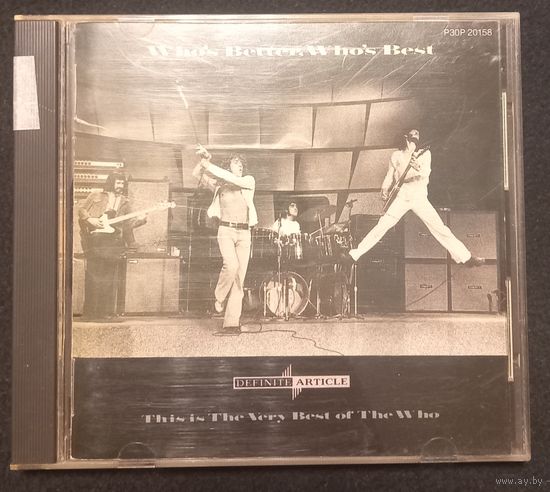 P30P 20158
Who's Better, Who's Best
DEFINITE ARTICLE
This is The Very Best of The Who
www.ay.by